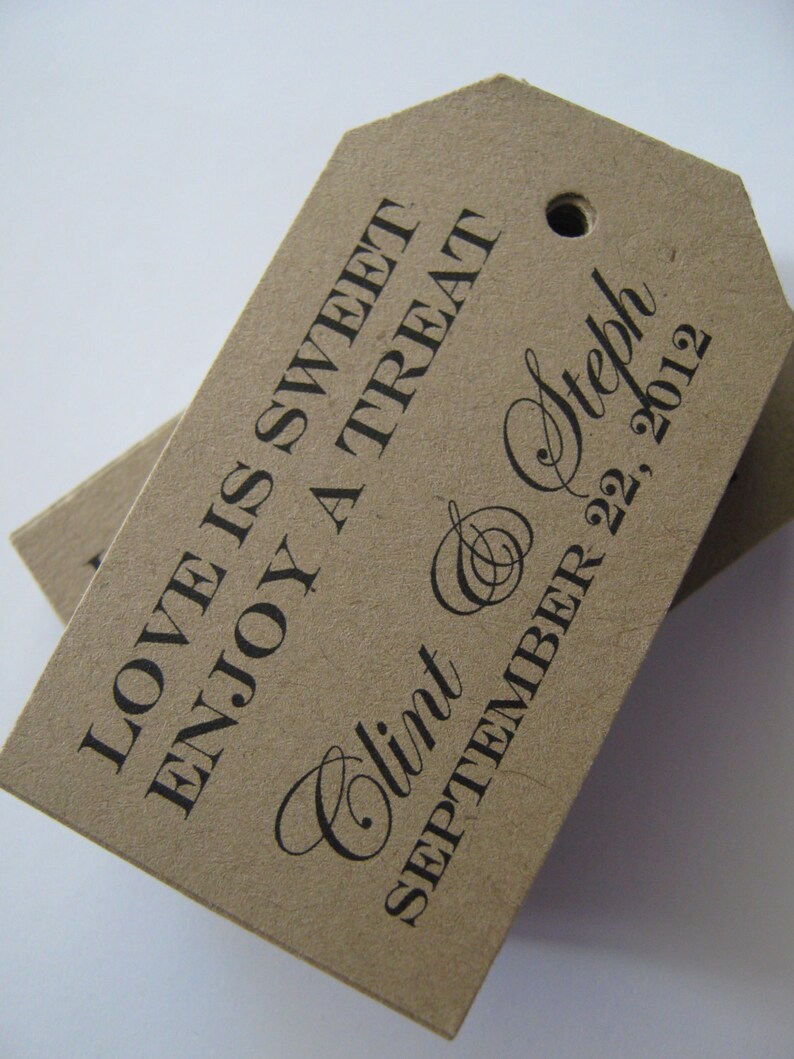 LOVE IS SWEET
ENJOY A TREAT
Clint & Steph
SEPTEMBER 22, 2012